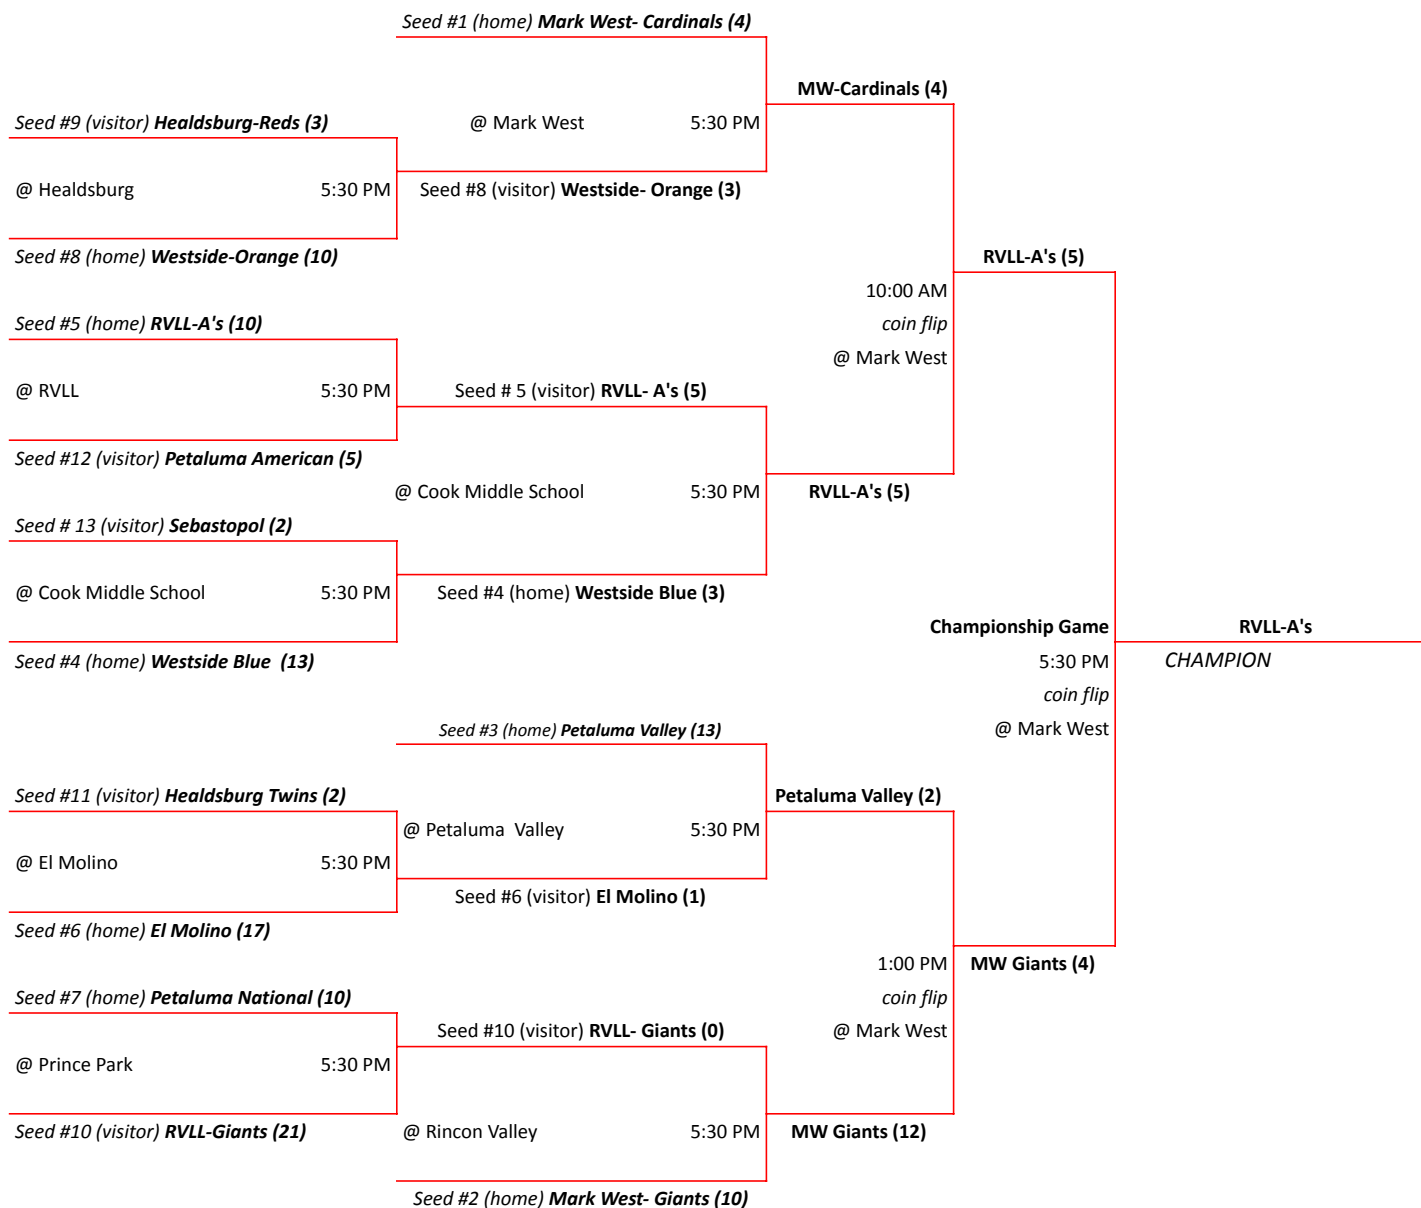 Seed #1 (home) Mark West- Cardinals (4)
MW-Cardinals (4)
Seed #9 (visitor) Healdsburg-Reds (3)
@ Mark West 5:30 PM
@ Healdsburg 5:30 PM
Seed #8 (visitor) Westside- Orange (3)
Seed #8 (home) Westside-Orange (10)
RVLL-A's (5)
10:00 AM
Seed #5 (home) RVLL-A's (10)
coin flip
@ Mark West
@ RVLL 5:30 PM
Seed # 5 (visitor) RVLL- A's (5)
Seed #12 (visitor) Petaluma American (5)
@ Cook Middle School 5:30 PM
RVLL-A's (5)
Seed # 13 (visitor) Sebastopol (2)
@ Cook Middle School 5:30 PM
Seed #4 (home) Westside Blue (3)
Championship Game
RVLL-A's
Seed #4 (home) Westside Blue  (13)
5:30 PM
CHAMPION
coin flip
@ Mark West
Seed #3 (home) Petaluma Valley (13)
Seed #11 (visitor) Healdsburg Twins (2)
Petaluma Valley (2)
@ Petaluma  Valley 5:30 PM
@ El Molino 5:30 PM
Seed #6 (visitor) El Molino (1)
Seed #6 (home) El Molino (17)
1:00 PM
MW Giants (4)
Seed #7 (home) Petaluma National (10)
coin flip
Seed #10 (visitor) RVLL- Giants (0)
@ Mark West
@ Prince Park 5:30 PM
Seed #10 (visitor) RVLL-Giants (21)
@ Rincon Valley 5:30 PM
MW Giants (12)
Seed #2 (home) Mark West- Giants (10)